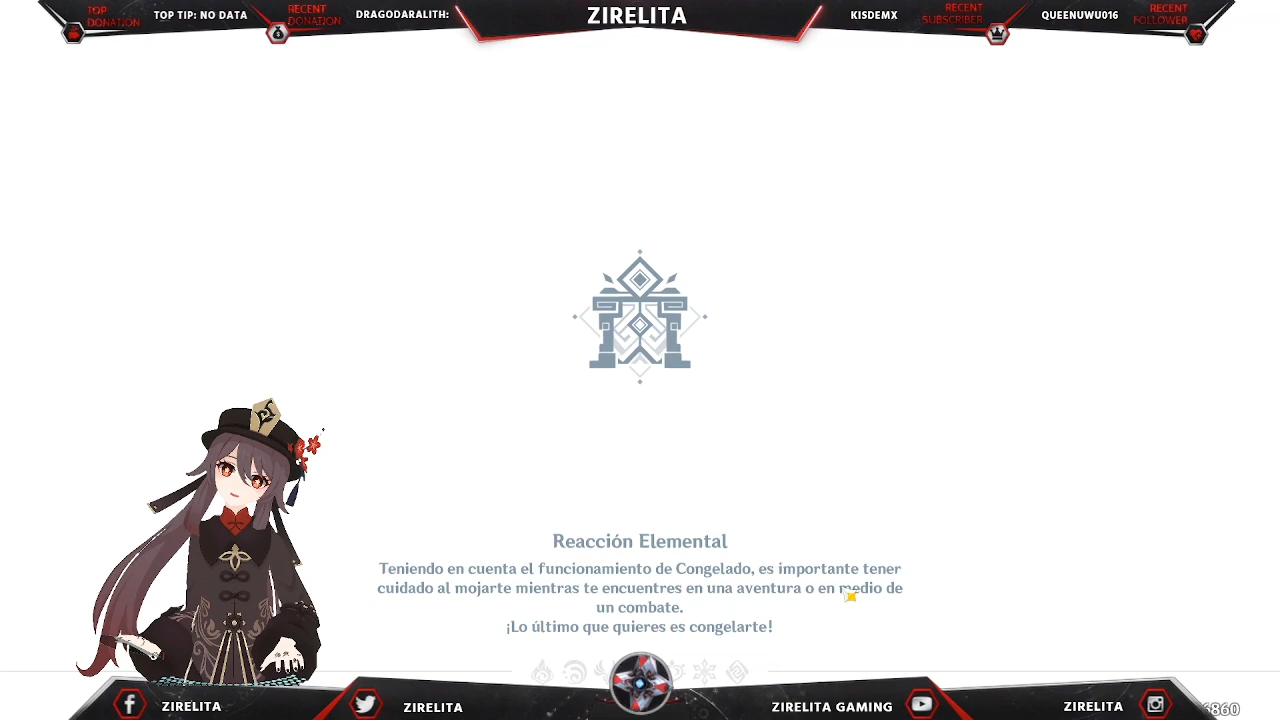 TOP
DONATION
TOP TIP: NO DATA
RECENT
DONATION
DRAGODARALITH:
ZIRELITA
KISDEMX
RECENT
SUBSCRIBER
QUEENUWU016
RECENT
FOLLOWER
Reacción Elemental
Teniendo en cuenta el funcionamiento de Congelado, es importante tener
cuidado al mojarte mientras te encuentres en una aventura o en medio de
un combate.
¡Lo último que quieres es congelarte!
ZIRELITA
ZIRELITA
ZIRELITA GAMING
ZIRELITA